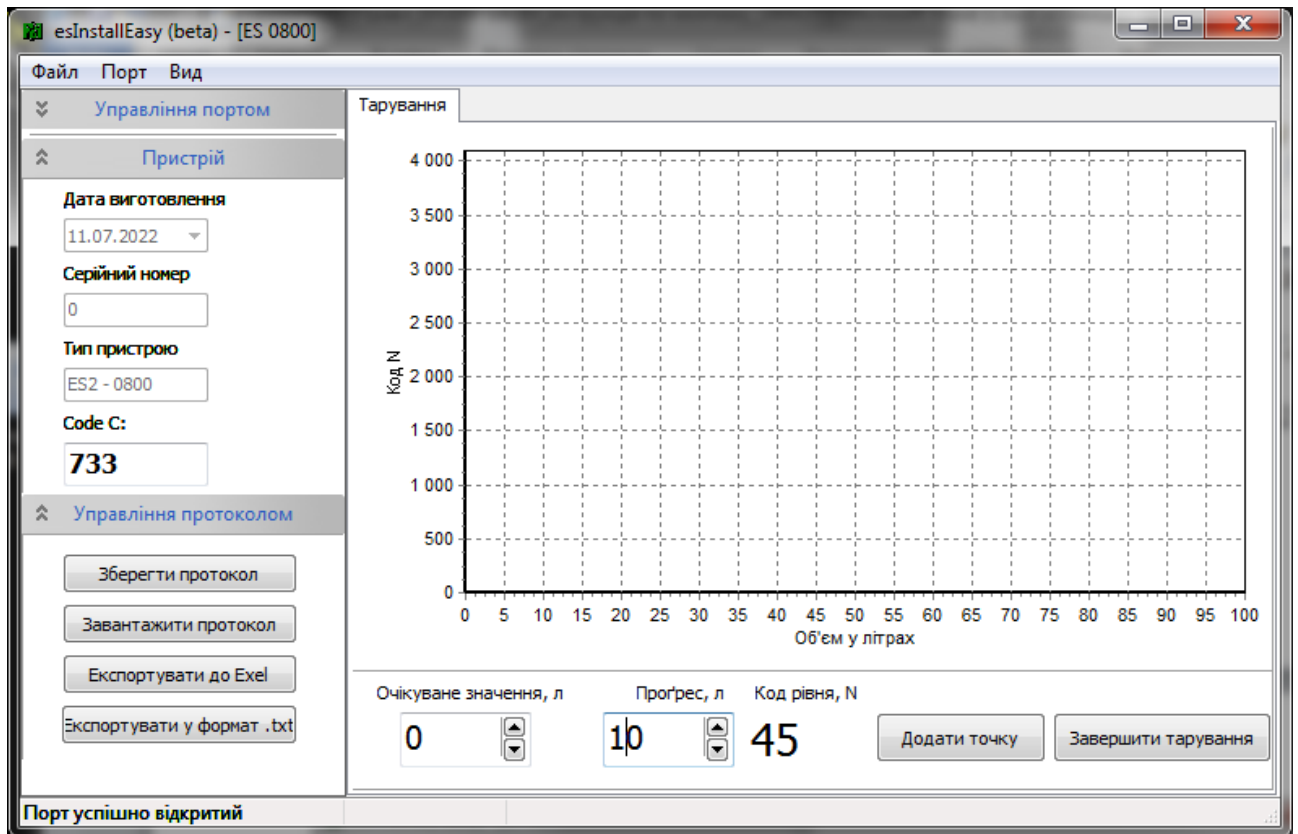 esInstallEasy (beta) - [ES 0800]
Файл Порт Вид
Управління портом
Пристрій
Дата виготовлення
11.07.2022
Серійний номер
0
Тип пристрою
ES2 - 0800
Code C:
733
Управління протоколом
Зберегти протокол
Завантажити протокол
Експортувати до Exel
Експортувати у формат .txt
Тарування
4 000
3 500
3 000
2 500
2 000
1 500
1 000
500
0
Код N
0 5 10 15 20 25 30 35 40 45 50 55 60 65 70 75 80 85 90 95 100
Об'єм у літрах
Очікуване значення, л Проґрес, л Код рівня, N
0 10 45 Додати точку Завершити тарування
Порт успішно відкритий